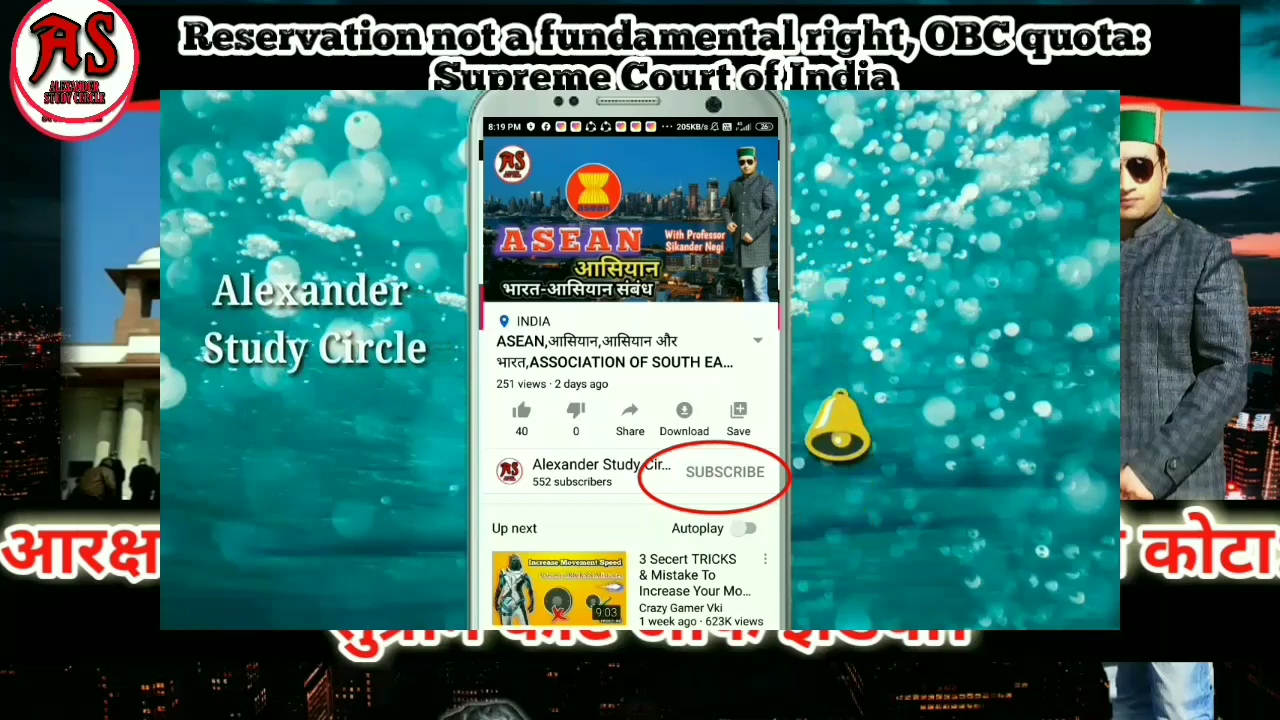 Reservation not a fundamental right, OBC quota:
Supreme Court of India
AS
ALEXANDER
STUDY CIRCLE
8:19 PM
205KB/s
26
AS
asean
ASEAN
With Professor
Sikander Negi
आसियान
भारत-आसियान संबंध
Alexander
Study Circle
INDIA
ASEAN,आसियान,आसियान और
भारत,ASSOCIATION OF SOUTH EA...
251 views · 2 days ago
40 0 Share Download Save
AS
Alexander Study Cir...
SUBSCRIBE
552 subscribers
Up next
Autoplay
Increase Movement Speed
9:03
3 Secert TRICKS
& Mistake To
Increase Your Mo...
Crazy Gamer Vki
1 week ago · 623K views
आरक्ष
कोटा: